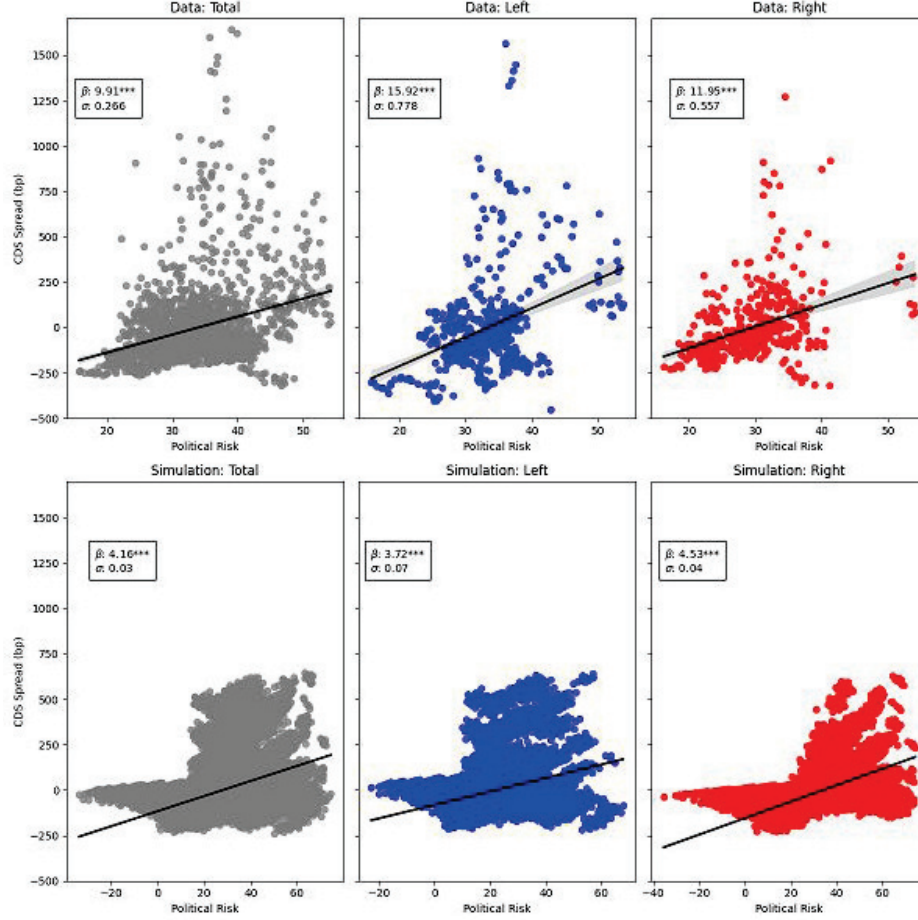 Data: Total
Data: Left
Data: Right
1500
1250
1000
750
500
250
0
−250
−500
CDS Spread (bp)
β: 9.91***
σ: 0.266
β: 15.92***
σ: 0.778
β: 11.95***
σ: 0.557
20 30 40 50
20 30 40 50
20 30 40 50
Political Risk
Political Risk
Political Risk
Simulation: Total
Simulation: Left
Simulation: Right
1500
1250
1000
750
500
250
0
−250
−500
CDS Spread (bp)
β: 4.16***
σ: 0.03
β: 3.72***
σ: 0.07
β: 4.53***
σ: 0.04
−20 0 20 40 60
−20 0 20 40 60
−40 −20 0 20 40 60
Political Risk
Political Risk
Political Risk